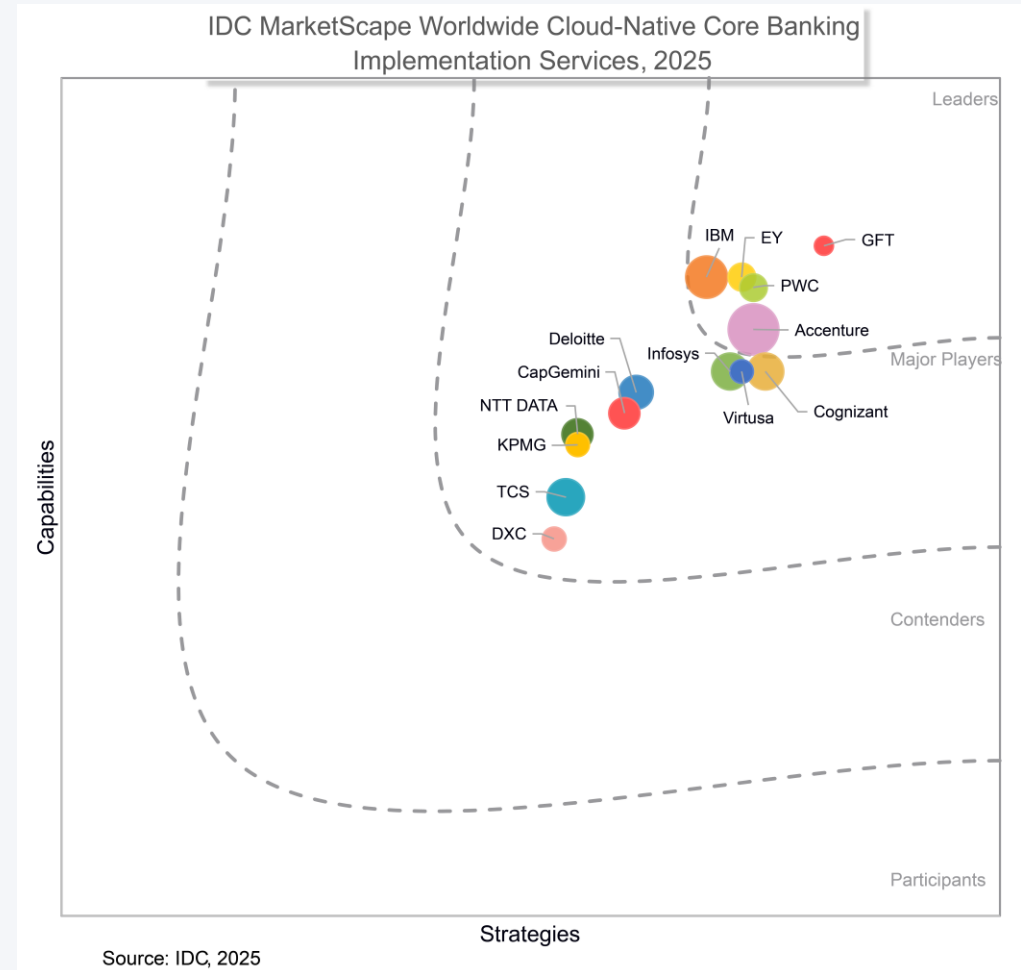 IDC MarketScape Worldwide Cloud-Native Core Banking
Implementation Services, 2025
Leaders
IBM
EY
GFT
PWC
Accenture
Deloitte
Infosys
Major Players
CapGemini
NTT DATA
Cognizant
Virtusa
KPMG
TCS
DXC
Capabilities
Contenders
Participants
Strategies
Source: IDC, 2025